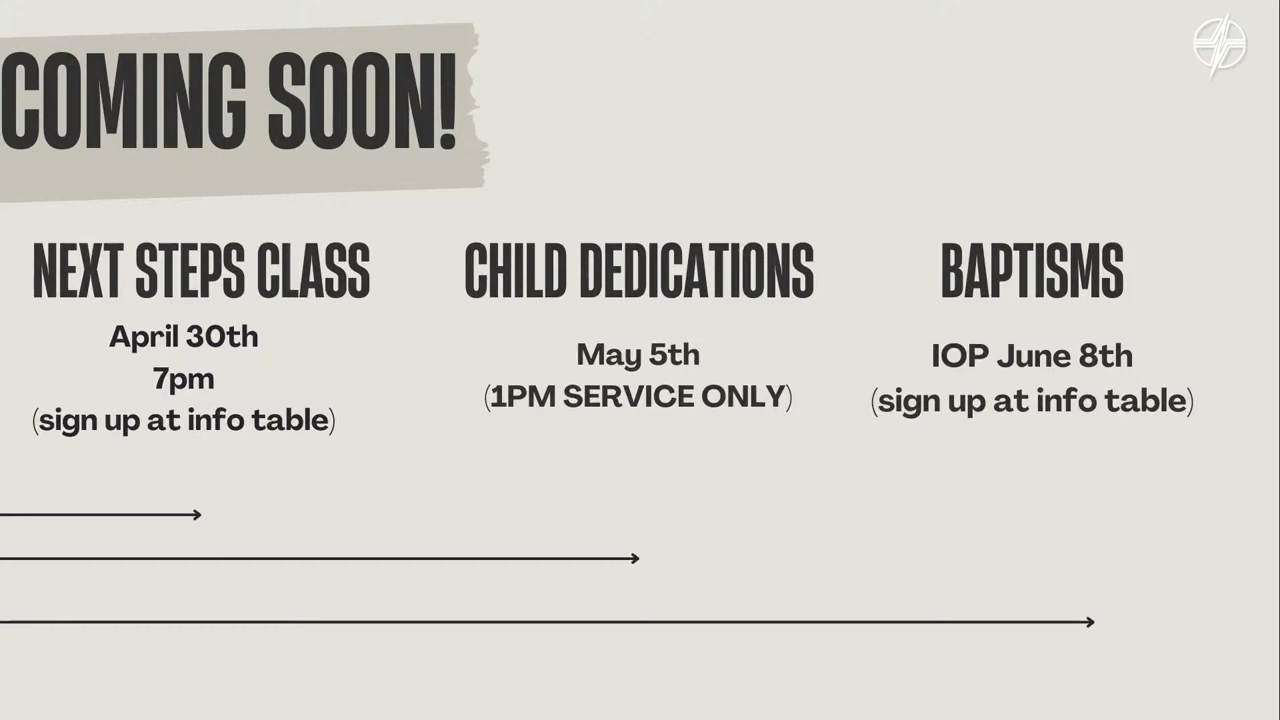 COMING SOON!
NEXT STEPS CLASS
April 30th
7pm
(sign up at info table)
CHILD DEDICATIONS
May 5th
(1PM SERVICE ONLY)
BAPTISMS
IOP June 8th
(sign up at info table)